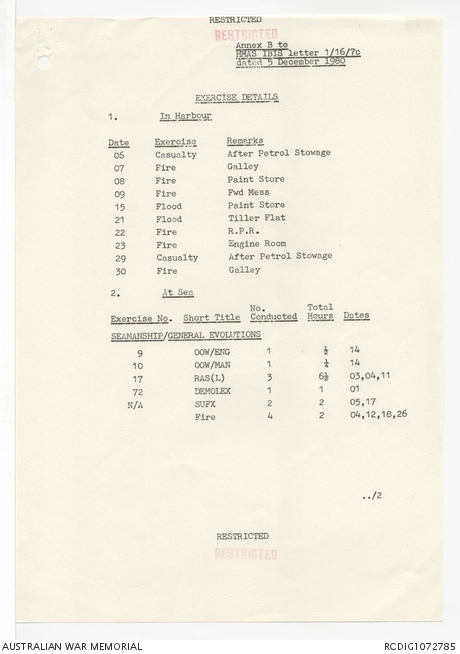 RESTRICTED
RESTRICTED
Annex B to
HMAS IBIS letter 1/16/7c
dated 5 December 1980
EXERCISE DETAILS
1. In Harbour
Date Exercise Remarks
06 Casualty After Petrol Stowage
07 Fire Galley
08 Fire Paint Store
09 Fire Fwd Mess
15 Flood Paint Store
21 Flood Tiller Flat
22 Fire R.P.R.
23 Fire Engine Room
29 Casualty After Petrol Stowage
30 Fire Galley
2. At Sea
Exercise No. Short Title No. Conducted Total Hours Dates
SEAMANSHIP/GENERAL EVOLUTIONS
9 OOW/ENG 1 ½ 14
10 OOW/MAN 1 ¼ 14
17 RAS(L) 3 6½ 03,04,11
72 DEMOLEX 1 1 01
N/A SUFX 2 2 05,17
Fire 4 2 04,12,18,26
../2
RESTRICTED
RESTRICTED
AUSTRALIAN WAR MEMORIAL
RCDIG1072785